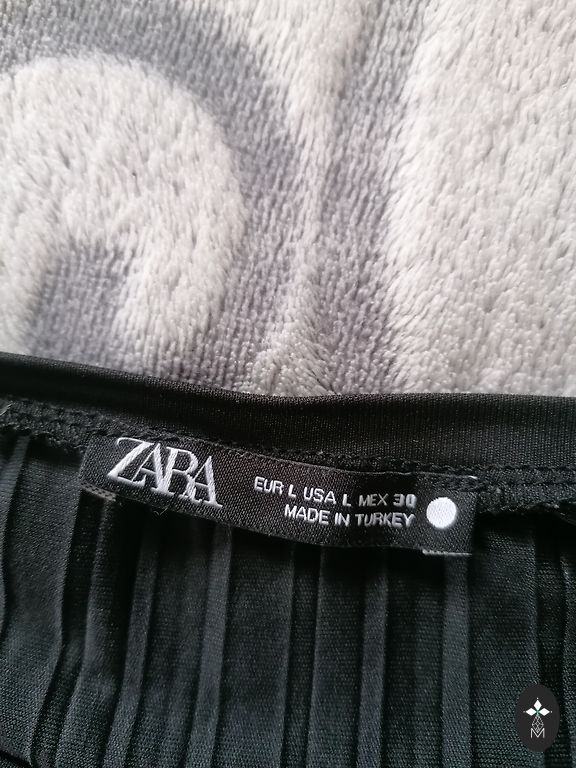 ZARA
EUR L USA L MEX 30
MADE IN TURKEY
M